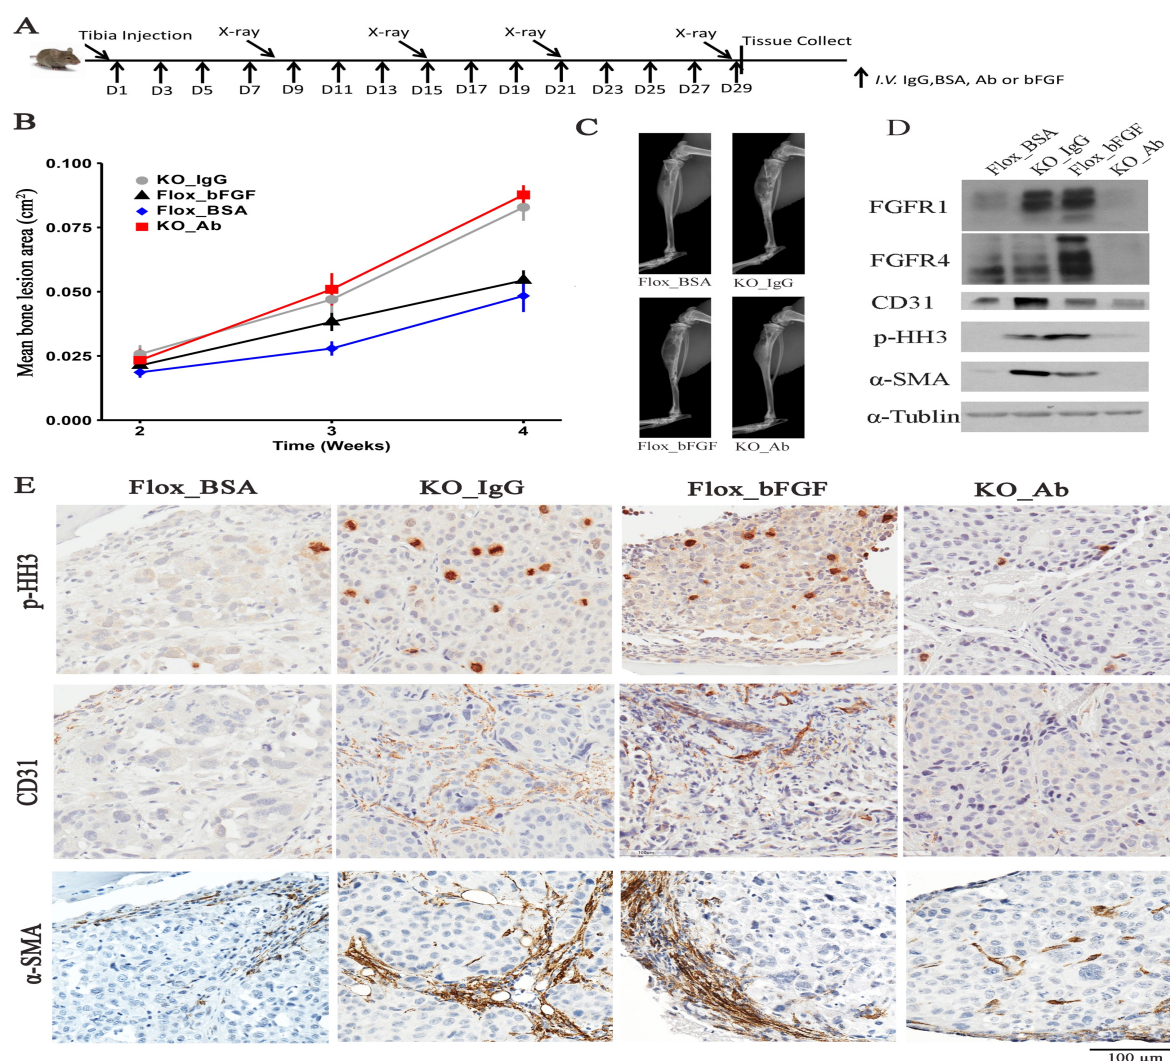 A
Tibia Injection
X-ray
X-ray
X-ray
X-ray
Tissue Collect
D1
D3
D5
D7
D9
D11
D13
D15
D17
D19
D21
D23
D25
D27
D29
I.V. IgG,BSA, Ab or bFGF
B
Mean bone lesion area (cm²)
0.100
0.075
0.050
0.025
0.000
KO_IgG
Flox_bFGF
Flox_BSA
KO_Ab
2
3
4
Time (Weeks)
C
Flox_BSA
KO_IgG
Flox_bFGF
KO_Ab
D
Flox_BSA
KO_IgG
Flox_bFGF
KO_Ab
FGFR1
FGFR4
CD31
p-HH3
α-SMA
α-Tublin
E
Flox_BSA
KO_IgG
Flox_bFGF
KO_Ab
p-HH3
CD31
100μm
α-SMA
100 μm